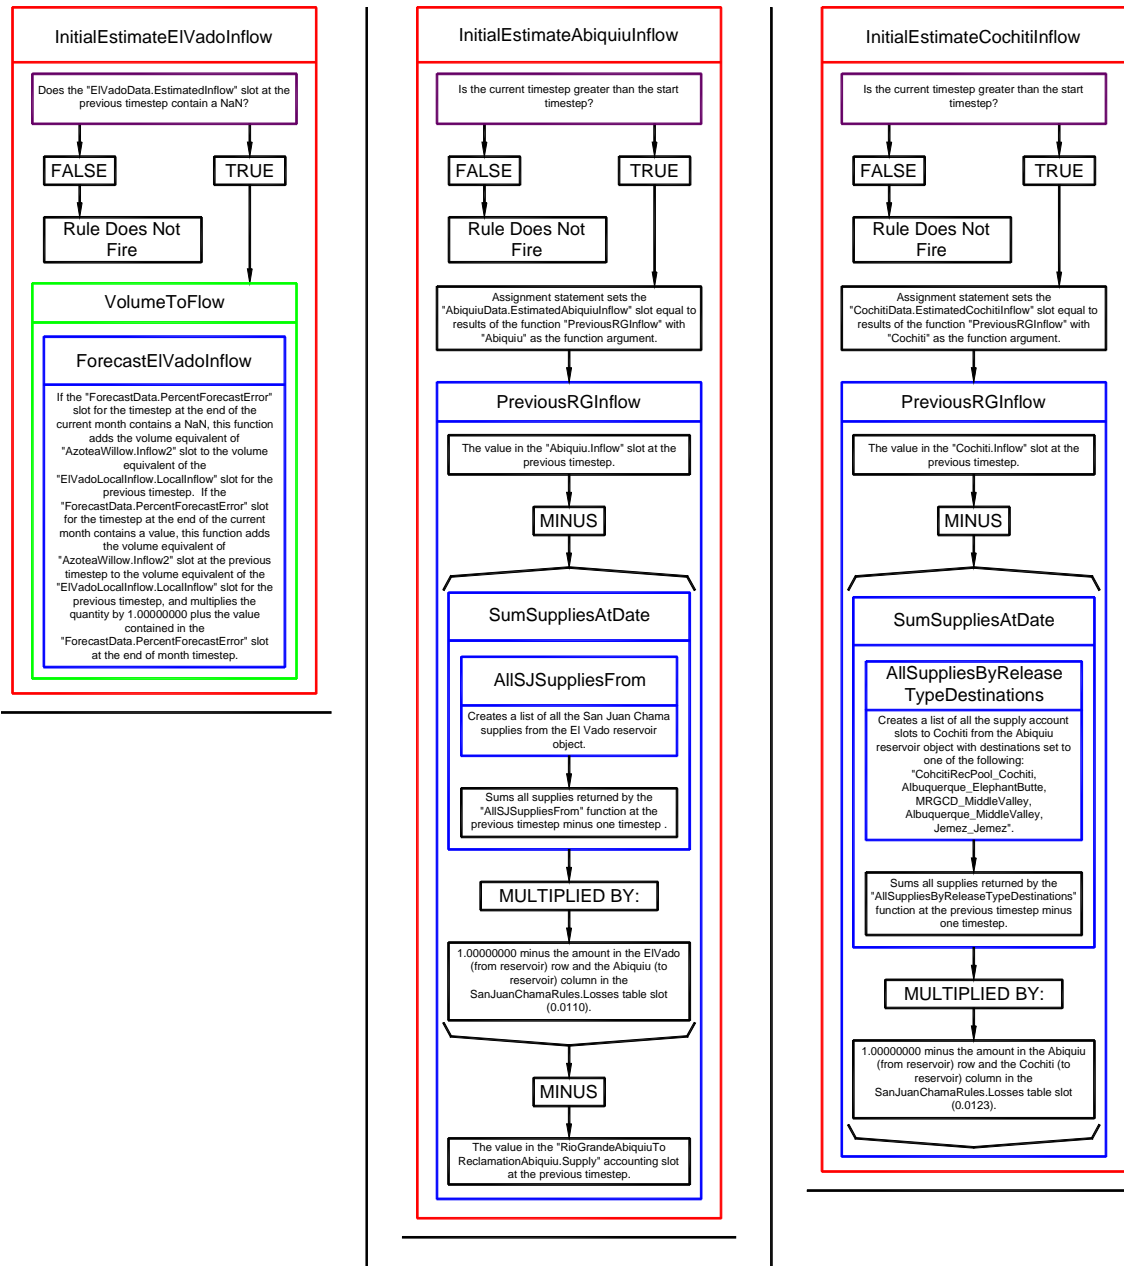 InitialEstimateElVadoInflow
Does the "ElVadoData.EstimatedInflow" slot at the
previous timestep contain a NaN?
FALSE
TRUE
Rule Does Not
Fire
VolumeToFlow
ForecastElVadoInflow
If the "ForecastData.PercentForecastError"
slot for the timestep at the end of the
current month contains a NaN, this function
adds the volume equivalent of
"AzoteaWillow.Inflow2" slot to the volume
equivalent of the
"ElVadoLocalInflow.LocalInflow" slot for the
previous timestep. If the
"ForecastData.PercentForecastError" slot
for the timestep at the end of the current
month contains a value, this function adds
the volume equivalent of
"AzoteaWillow.Inflow2" slot at the previous
timestep to the volume equivalent of the
"ElVadoLocalInflow.LocalInflow" slot for the
previous timestep, and multiplies the
quantity by 1.00000000 plus the value
contained in the
"ForecastData.PercentForecastError" slot
at the end of month timestep.
InitialEstimateAbiquiuInflow
Is the current timestep greater than the start
timestep?
FALSE
TRUE
Rule Does Not
Fire
Assignment statement sets the
"AbiquiuData.EstimatedAbiquiuInflow" slot equal to
results of the function "PreviousRGInflow" with
"Abiquiu" as the function argument.
PreviousRGInflow
The value in the "Abiquiu.Inflow" slot at the
previous timestep.
MINUS
SumSuppliesAtDate
AllSJSuppliesFrom
Creates a list of all the San Juan Chama
supplies from the El Vado reservoir
object.
Sums all supplies returned by the
"AllSJSuppliesFrom" function at the
previous timestep minus one timestep .
MULTIPLIED BY:
1.00000000 minus the amount in the ElVado
(from reservoir) row and the Abiquiu (to
reservoir) column in the
SanJuanChamaRules.Losses table slot
(0.0110).
MINUS
The value in the "RioGrandeAbiquiuTo
ReclamationAbiquiu.Supply" accounting slot
at the previous timestep.
InitialEstimateCochitiInflow
Is the current timestep greater than the start
timestep?
FALSE
TRUE
Rule Does Not
Fire
Assignment statement sets the
"CochitiData.EstimatedCochitiInflow" slot equal to
results of the function "PreviousRGInflow" with
"Cochiti" as the function argument.
PreviousRGInflow
The value in the "Cochiti.Inflow" slot at the
previous timestep.
MINUS
SumSuppliesAtDate
AllSuppliesByRelease
TypeDestinations
Creates a list of all the supply account
slots to Cochiti from the Abiquiu
reservoir object with destinations set to
one of the following:
"CohcitiRecPool_Cochiti,
Albuquerque_ElephantButte,
MRGCD_MiddleValley,
Albuquerque_MiddleValley,
Jemez_Jemez".
Sums all supplies returned by the
"AllSuppliesByReleaseTypeDestinations"
function at the previous timestep minus
one timestep.
MULTIPLIED BY:
1.00000000 minus the amount in the Abiquiu
(from reservoir) row and the Cochiti (to
reservoir) column in the
SanJuanChamaRules.Losses table slot
(0.0123).